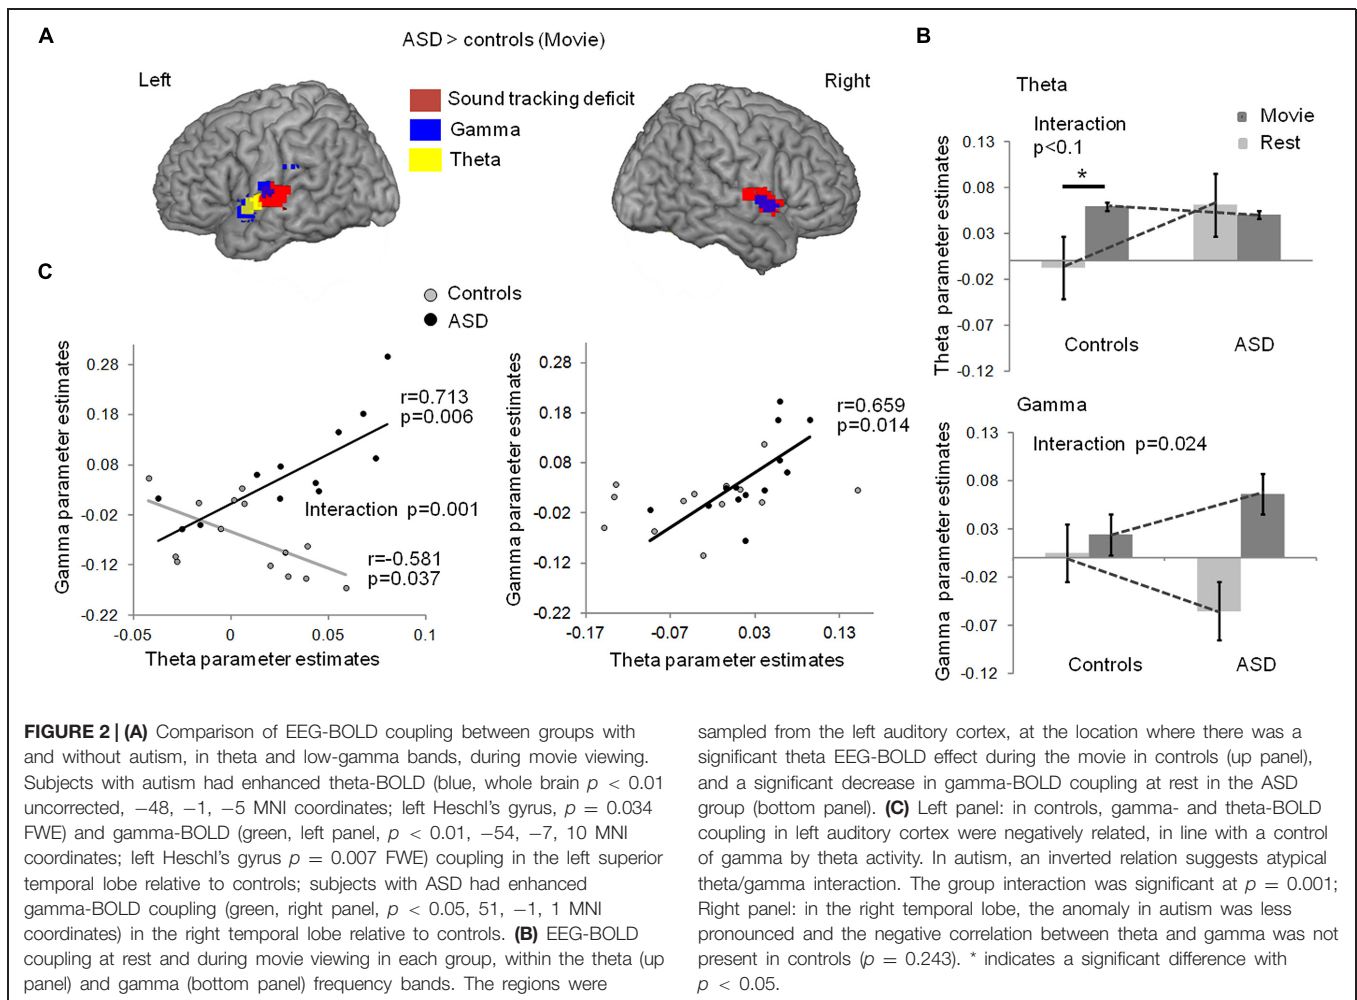 A
ASD > controls (Movie)
Left
Right
Sound tracking deficit
Gamma
Theta
B
Theta
Movie
Rest
Interaction
p<0.1
*
0.13
0.08
0.03
-0.02
-0.07
-0.12
Theta parameter estimates
Controls
ASD
Gamma
Interaction p=0.024
0.13
0.08
0.03
-0.02
-0.07
-0.12
Gamma parameter estimates
Controls
ASD
C
Controls
ASD
0.28
0.18
0.08
-0.02
-0.12
-0.22
Gamma parameter estimates
r=0.713
p=0.006
Interaction p=0.001
r=-0.581
p=0.037
-0.05
0
0.05
0.1
Theta parameter estimates
0.28
0.18
0.08
-0.02
-0.12
-0.22
Gamma parameter estimates
r=0.659
p=0.014
-0.17
-0.07
0.03
0.13
Theta parameter estimates
FIGURE 2 | (A) Comparison of EEG-BOLD coupling between groups with
and without autism, in theta and low-gamma bands, during movie viewing.
Subjects with autism had enhanced theta-BOLD (blue, whole brain p < 0.01
uncorrected, −48, −1, −5 MNI coordinates; left Heschl's gyrus, p = 0.034
FWE) and gamma-BOLD (green, left panel, p < 0.01, −54, −7, 10 MNI
coordinates; left Heschl's gyrus p = 0.007 FWE) coupling in the left superior
temporal lobe relative to controls; subjects with ASD had enhanced
gamma-BOLD coupling (green, right panel, p < 0.05, 51, −1, 1 MNI
coordinates) in the right temporal lobe relative to controls. (B) EEG-BOLD
coupling at rest and during movie viewing in each group, within the theta (up
panel) and gamma (bottom panel) frequency bands. The regions were
sampled from the left auditory cortex, at the location where there was a
significant theta EEG-BOLD effect during the movie in controls (up panel),
and a significant decrease in gamma-BOLD coupling at rest in the ASD
group (bottom panel). (C) Left panel: in controls, gamma- and theta-BOLD
coupling in left auditory cortex were negatively related, in line with a control
of gamma by theta activity. In autism, an inverted relation suggests atypical
theta/gamma interaction. The group interaction was significant at p = 0.001;
Right panel: in the right temporal lobe, the anomaly in autism was less
pronounced and the negative correlation between theta and gamma was not
present in controls (p = 0.243). * indicates a significant difference with
p < 0.05.